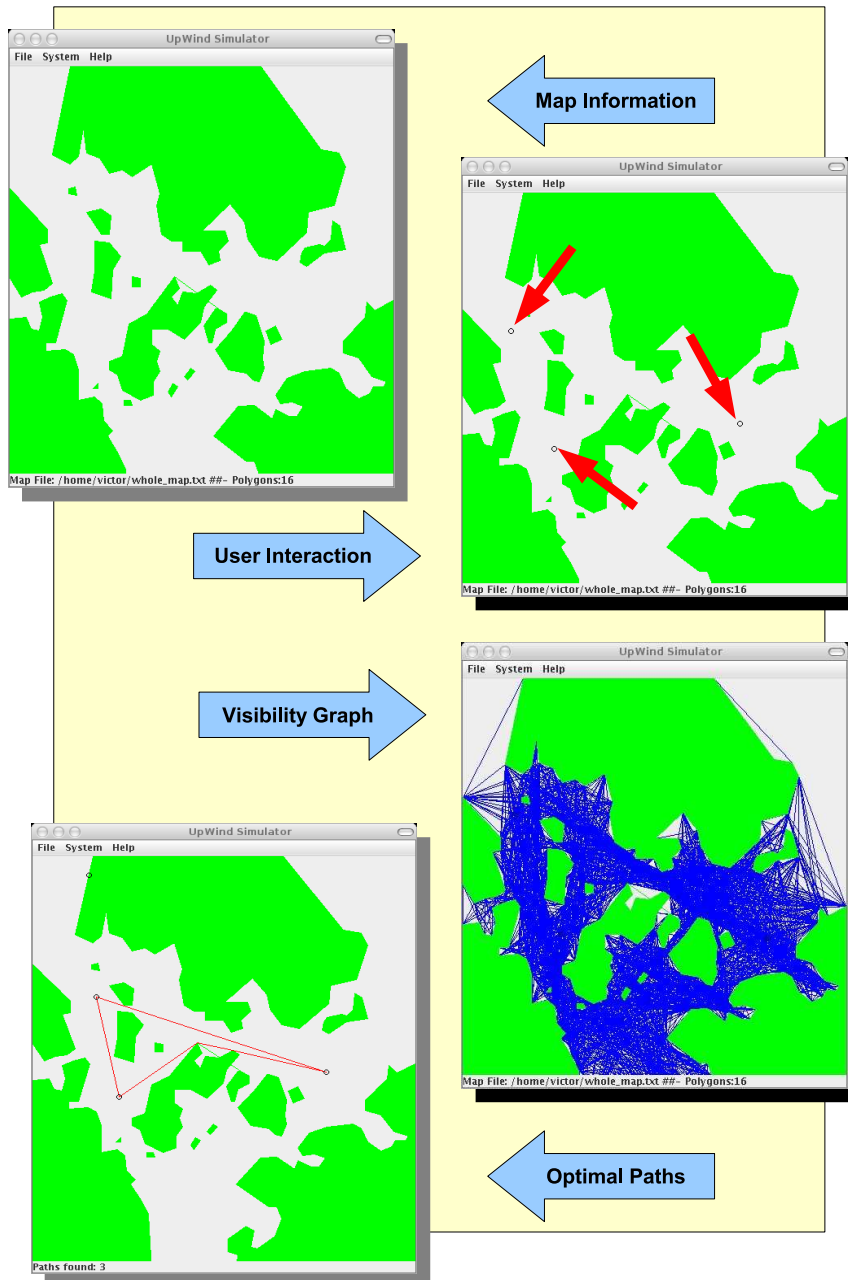 UpWind Simulator
File System Help
Map File: /home/victor/whole_map.txt ##- Polygons:16
Map Information
UpWind Simulator
File System Help
Map File: /home/victor/whole_map.txt ##- Polygons:16
User Interaction
Visibility Graph
UpWind Simulator
File System Help
Map File: /home/victor/whole_map.txt ##- Polygons:16
UpWind Simulator
File System Help
Paths found: 3
Optimal Paths